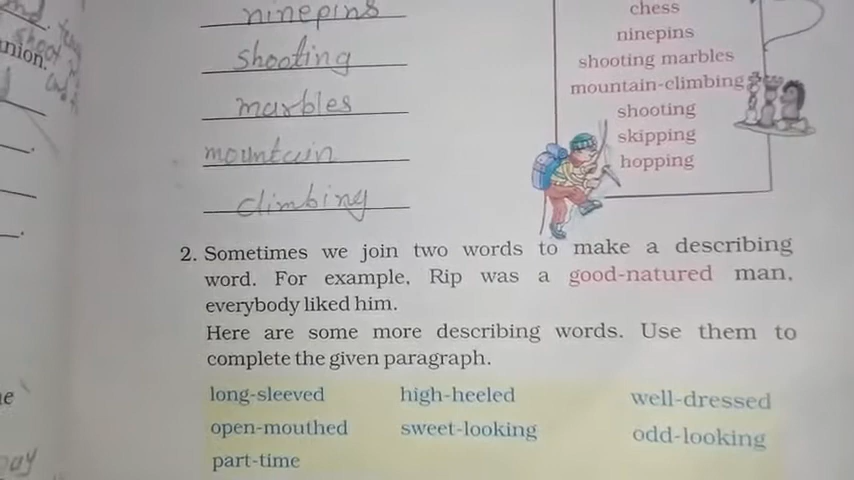 ninepins
shooting
marbles
mountain
climbing
chess
ninepins
shooting marbles
mountain-climbing
shooting
skipping
hopping
2. Sometimes we join two words to make a describing
word. For example, Rip was a good-natured man,
everybody liked him.
Here are some more describing words. Use them to
complete the given paragraph.
long-sleeved high-heeled well-dressed
open-mouthed sweet-looking odd-looking
part-time